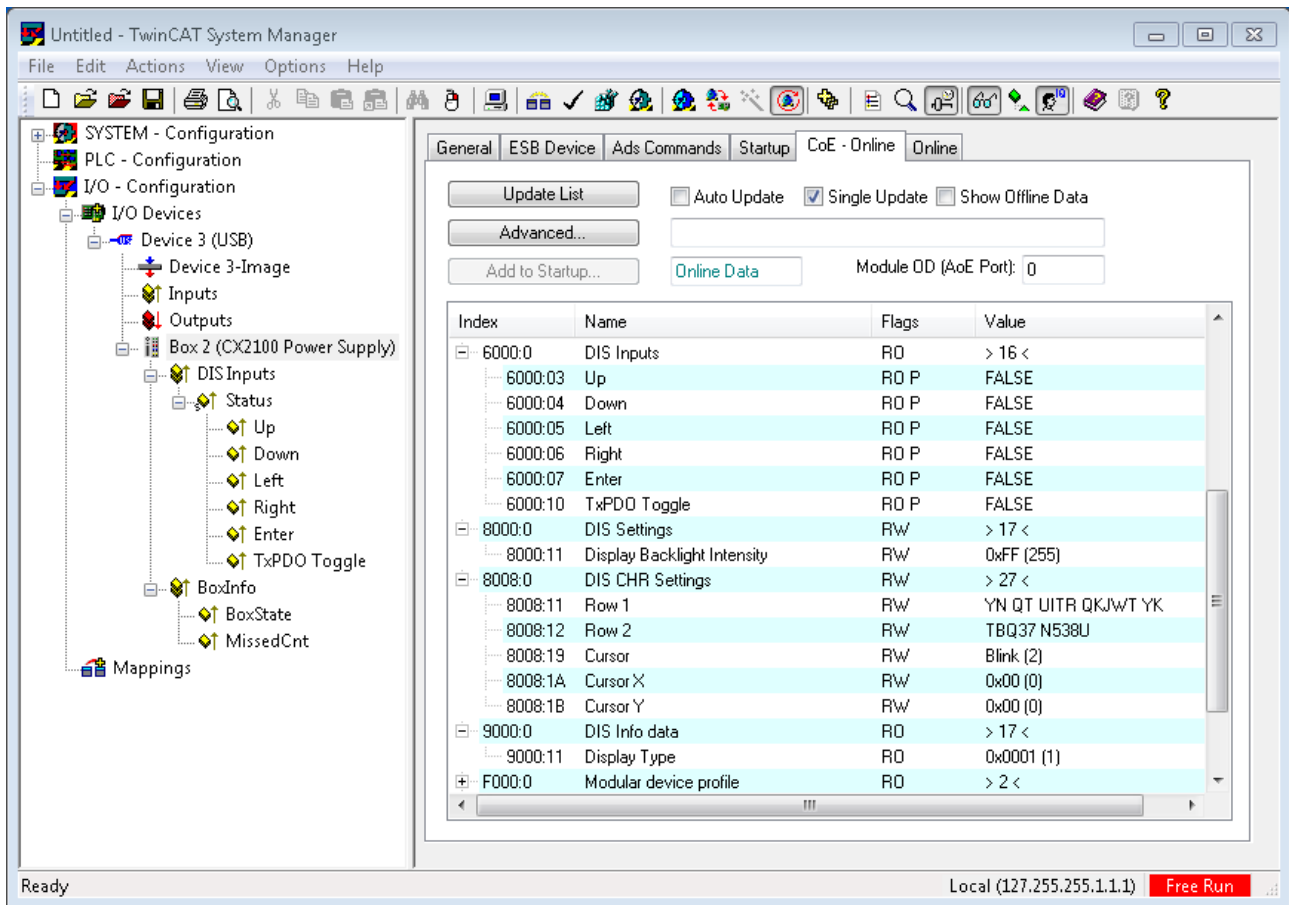 Untitled - TwinCAT System Manager
File Edit Actions View Options Help
SYSTEM - Configuration
PLC - Configuration
I/O - Configuration
I/O Devices
Device 3 (USB)
Device 3-Image
Inputs
Outputs
Box 2 (CX2100 Power Supply)
DIS Inputs
Status
Up
Down
Left
Right
Enter
TxPDO Toggle
BoxInfo
BoxState
MissedCnt
Mappings
General ESB Device Ads Commands Startup CoE - Online Online
Update List Auto Update Single Update Show Offline Data
Advanced...
Add to Startup... Online Data Module OD (AoE Port): 0
Index Name Flags Value
6000:0 DIS Inputs RO > 16 <
6000:03 Up RO P FALSE
6000:04 Down RO P FALSE
6000:05 Left RO P FALSE
6000:06 Right RO P FALSE
6000:07 Enter RO P FALSE
6000:10 TxPDO Toggle RO P FALSE
8000:0 DIS Settings RW > 17 <
8000:11 Display Backlight Intensity RW 0xFF (255)
8008:0 DIS CHR Settings RW > 27 <
8008:11 Row 1 RW YN QT UITR QKJWT YK
8008:12 Row 2 RW TBQ37 N538U
8008:19 Cursor RW Blink (2)
8008:1A Cursor X RW 0x00 (0)
8008:1B Cursor Y RW 0x00 (0)
9000:0 DIS Info data RO > 17 <
9000:11 Display Type RO 0x0001 (1)
F000:0 Modular device profile RO > 2 <
Ready Local (127.255.255.1.1.1) Free Run